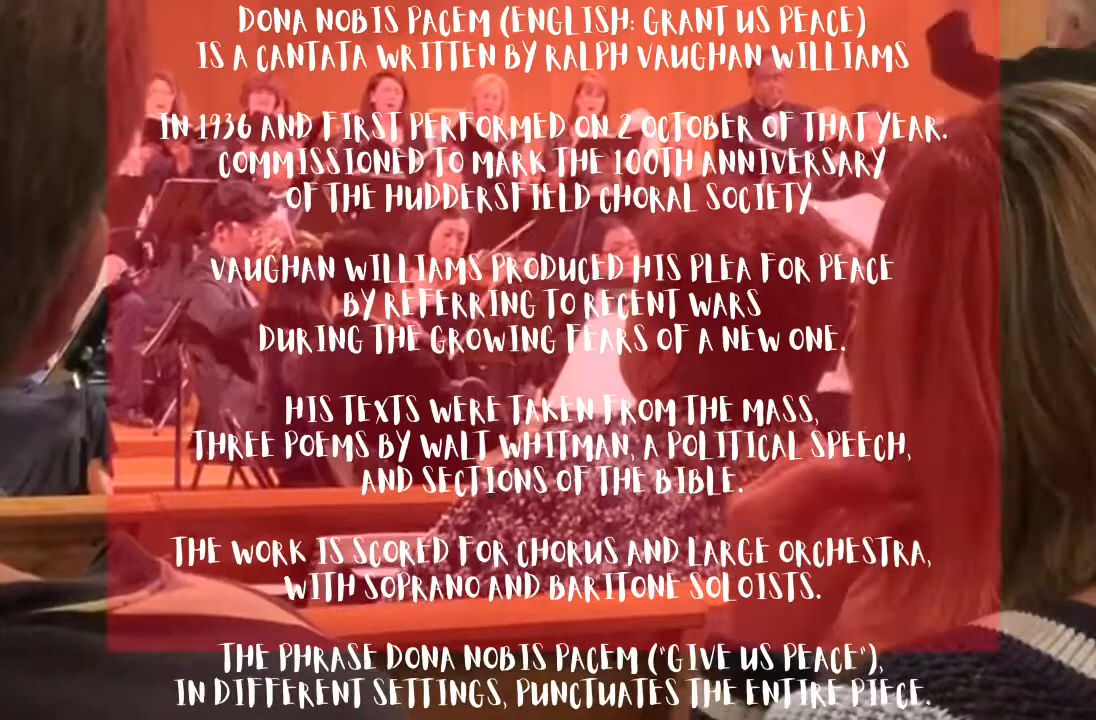 DONA NOBIS PACEM (ENGLISH: GRANT US PEACE)
IS A CANTATA WRITTEN BY RALPH VAUGHAN WILLIAMS
IN 1936 AND FIRST PERFORMED ON 2 OCTOBER OF THAT YEAR.
COMMISSIONED TO MARK THE 100TH ANNIVERSARY
OF THE HUDDERSFIELD CHORAL SOCIETY,
VAUGHAN WILLIAMS PRODUCED HIS PLEA FOR PEACE
BY REFERRING TO RECENT WARS
DURING THE GROWING FEARS OF A NEW ONE.
HIS TEXTS WERE TAKEN FROM THE MASS,
THREE POEMS BY WALT WHITMAN, A POLITICAL SPEECH,
AND SECTIONS OF THE BIBLE.
THE WORK IS SCORED FOR CHORUS AND LARGE ORCHESTRA,
WITH SOPRANO AND BARITONE SOLOISTS.
THE PHRASE DONA NOBIS PACEM ("GIVE US PEACE"),
IN DIFFERENT SETTINGS, PUNCTUATES THE ENTIRE PIECE.